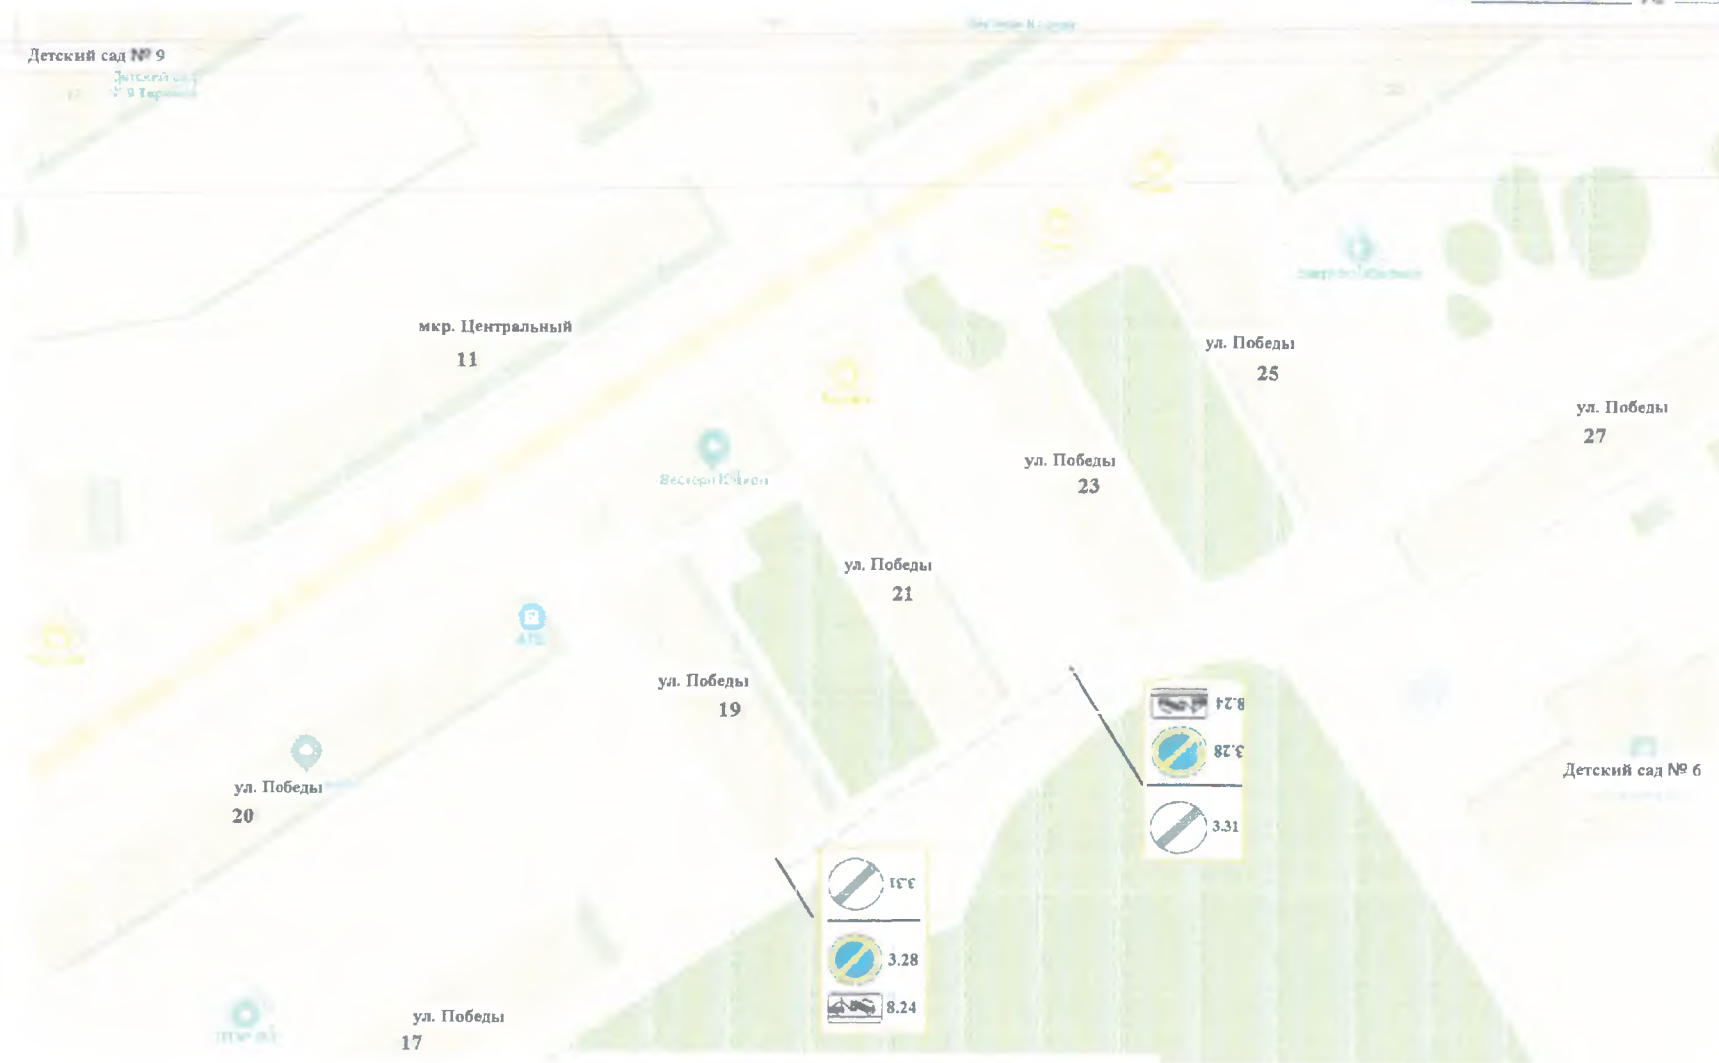 Детский сад № 9
мкр. Центральный
11
ул. Победы
25
ул. Победы
27
ул. Победы
23
ул. Победы
21
ул. Победы
19
8.24
3.28
3.31
Детский сад № 6
ул. Победы
20
3.31
3.28
8.24
ул. Победы
17